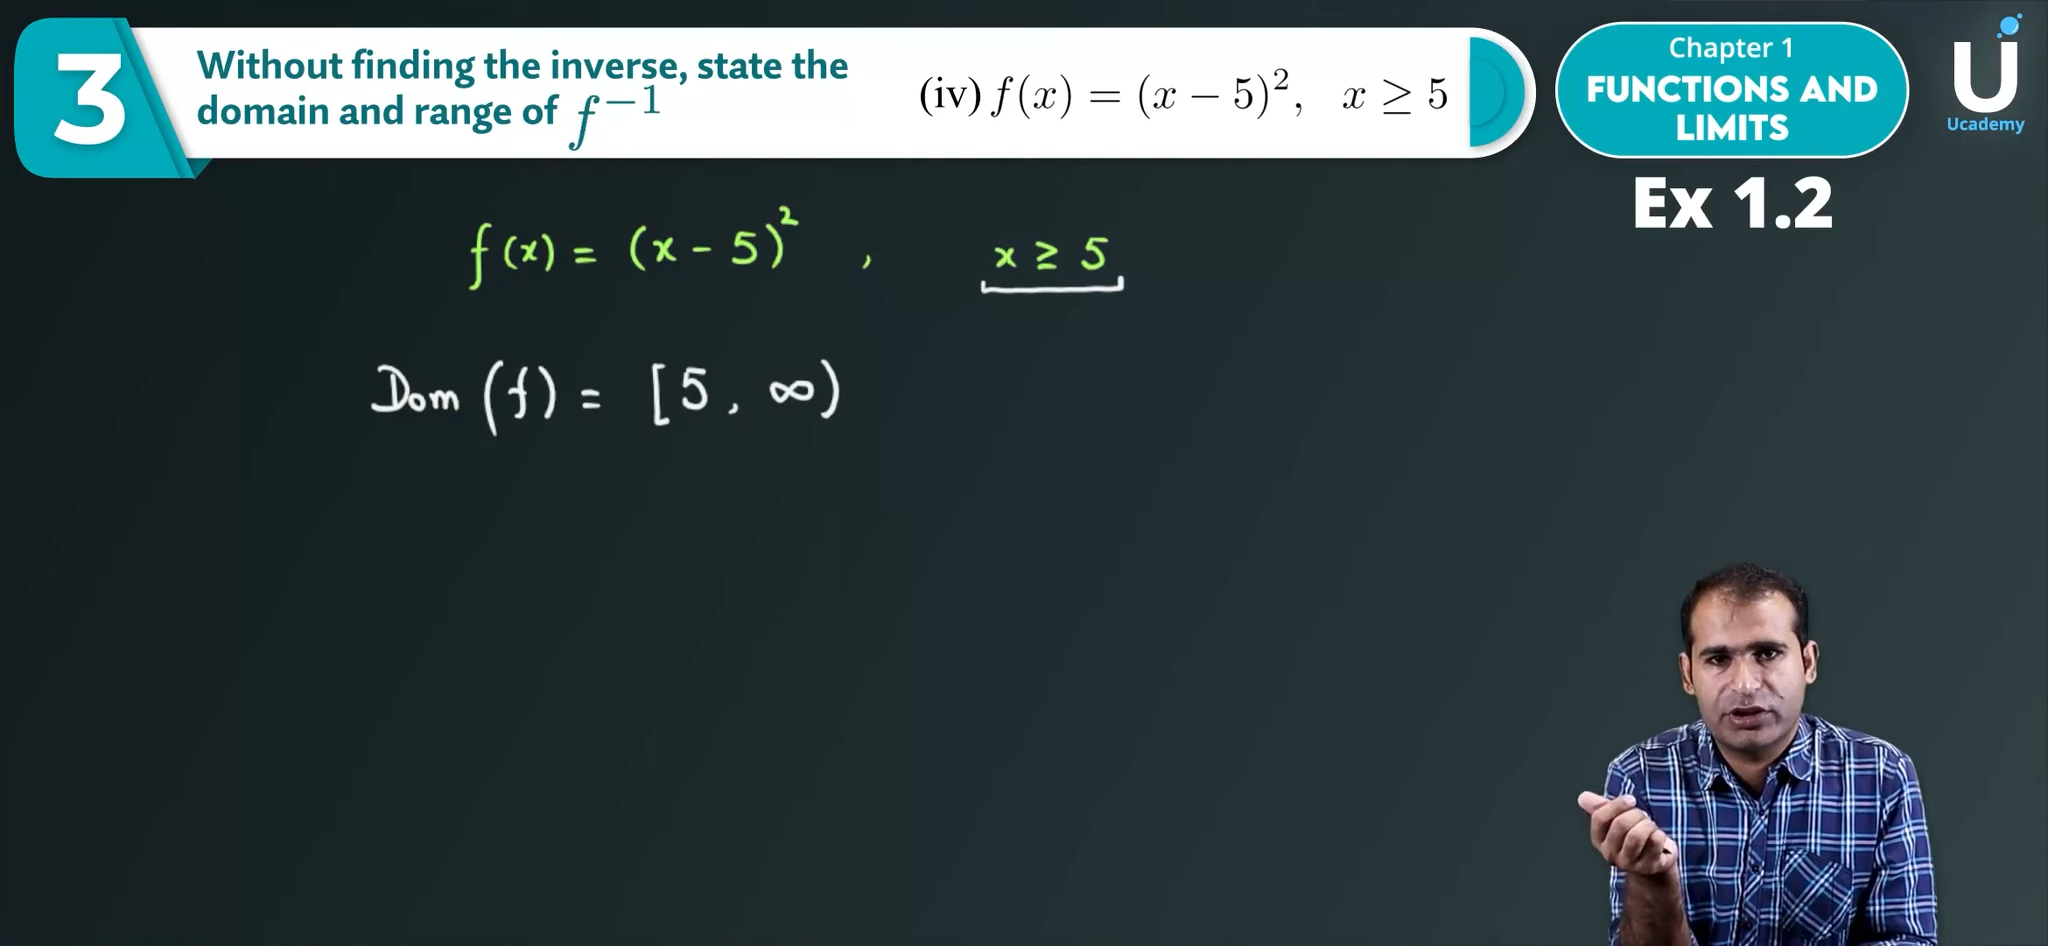 3
Without finding the inverse, state the
domain and range of f⁻¹
(iv) f(x) = (x − 5)², x ≥ 5
Chapter 1
FUNCTIONS AND
LIMITS
U
Ucademy
Ex 1.2
f(x) = (x - 5)² , x ≥ 5
Dom (f) = [5, ∞)